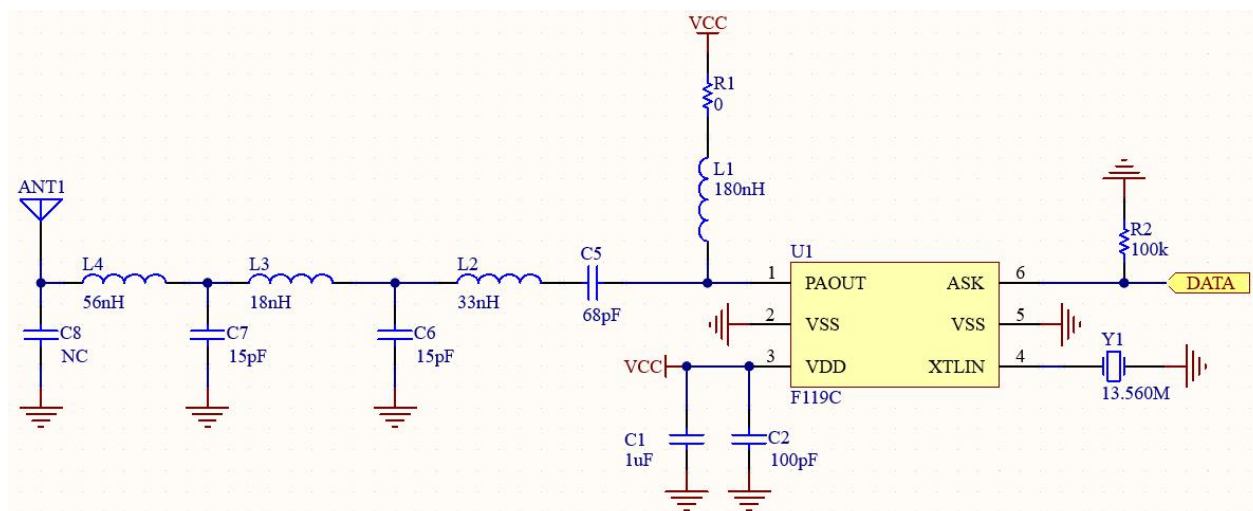 VCC
R1
0
L1
180nH
ANT1
L4
56nH
L3
18nH
L2
33nH
C5
68pF
C8
NC
C7
15pF
C6
15pF
U1
1 PAOUT ASK 6
2 VSS VSS 5
3 VDD XTLIN 4
F119C
R2
100k
DATA
Y1
13.560M
VCC
C1
1uF
C2
100pF